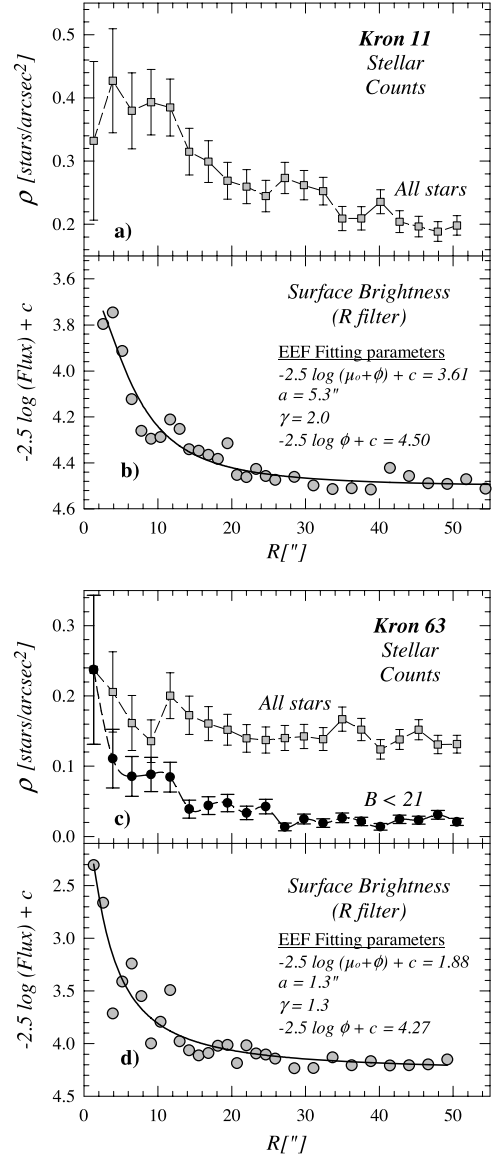 Kron 11
Stellar
Counts
0.5
0.4
0.3
0.2
ρ [stars/arcsec²]
All stars
a)
3.6
3.8
4.0
4.2
4.4
4.6
-2.5 log (Flux) + c
Surface Brightness
(R filter)
EEF Fitting parameters
-2.5 log (μₒ+ϕ) + c = 3.61
a = 5.3"
γ = 2.0
-2.5 log ϕ + c = 4.50
b)
0 10 20 30 40 50
R["]
Kron 63
Stellar
Counts
0.3
0.2
0.1
0.0
ρ [stars/arcsec²]
All stars
B < 21
c)
2.5
3.0
3.5
4.0
4.5
-2.5 log (Flux) + c
Surface Brightness
(R filter)
EEF Fitting parameters
-2.5 log (μₒ+ϕ) + c = 1.88
a = 1.3"
γ = 1.3
-2.5 log ϕ + c = 4.27
d)
0 10 20 30 40 50
R["]